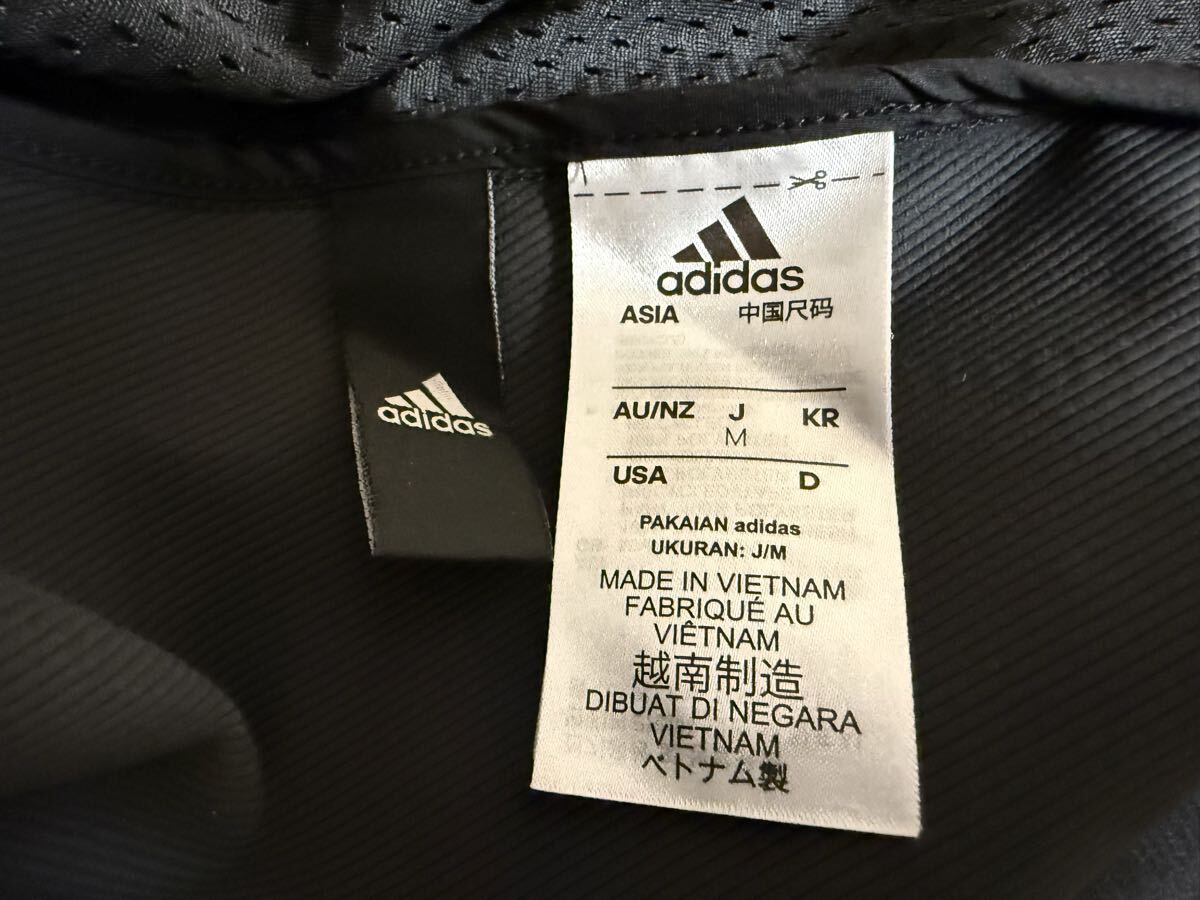 adidas
adidas
ASIA 中国尺码
AU/NZ J KR
M
USA D
PAKAIAN adidas
UKURAN: J/M
MADE IN VIETNAM
FABRIQUÉ AU
VIÊTNAM
越南制造
DIBUAT DI NEGARA
VIETNAM
ベトナム製